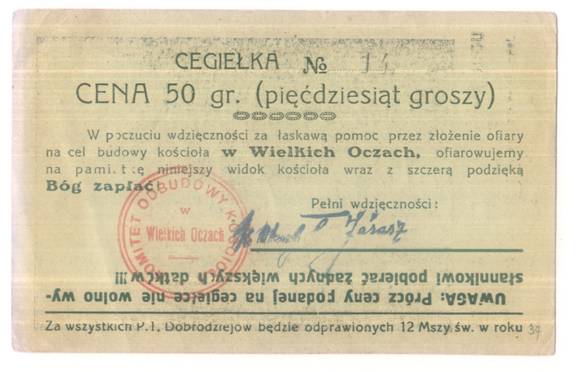 CEGIEŁKA № 14
CENA 50 gr. (pięćdziesiąt groszy)
W poczuciu wdzięczności za łaskawą pomoc przez złożenie ofiary
na cel budowy kościoła w Wielkich Oczach, ofiarowujemy
na pamiątkę niniejszy widok kościoła wraz z szczerą podzięką
Bóg zapłać!
Pełni wdzięczności:
KOMITET ODBUDOWY KOŚCIOŁA
w
Wielkich Oczach
UWAGA: Prócz ceny podanej na cegiełce nie wolno wy-
słannikowi pobierać żadnych większych datków!!!
Za wszystkich P.T. Dobrodziejów będzie odprawionych 12 Mszy św. w roku 39